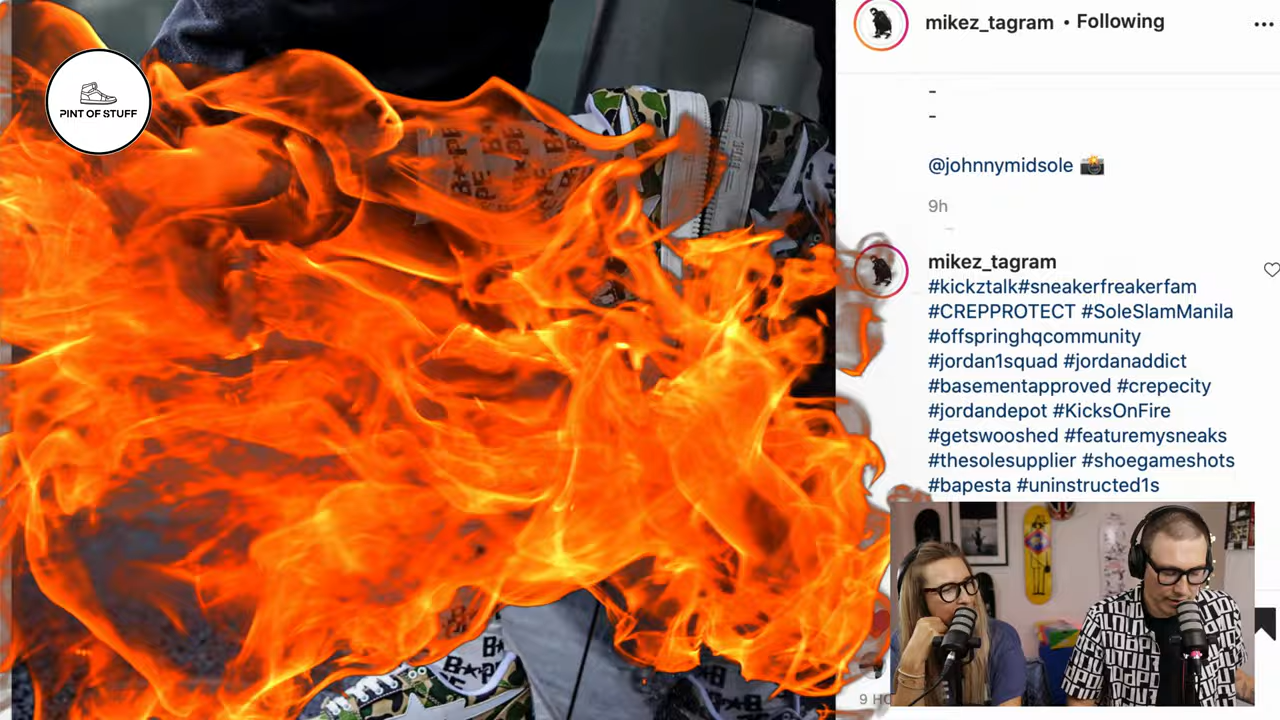 mikez_tagram • Following
PINT OF STUFF
-
-
@johnnymidsole
9h
mikez_tagram
#kickztalk#sneakerfreakerfam
#CREPPROTECT #SoleSlamManila
#offspringhqcommunity
#jordan1squad #jordanaddict
#basementapproved #crepecity
#jordandepot #KicksOnFire
#getswooshed #featuremysneaks
#thesolesupplier #shoegameshots
#bapesta #uninstructed1s